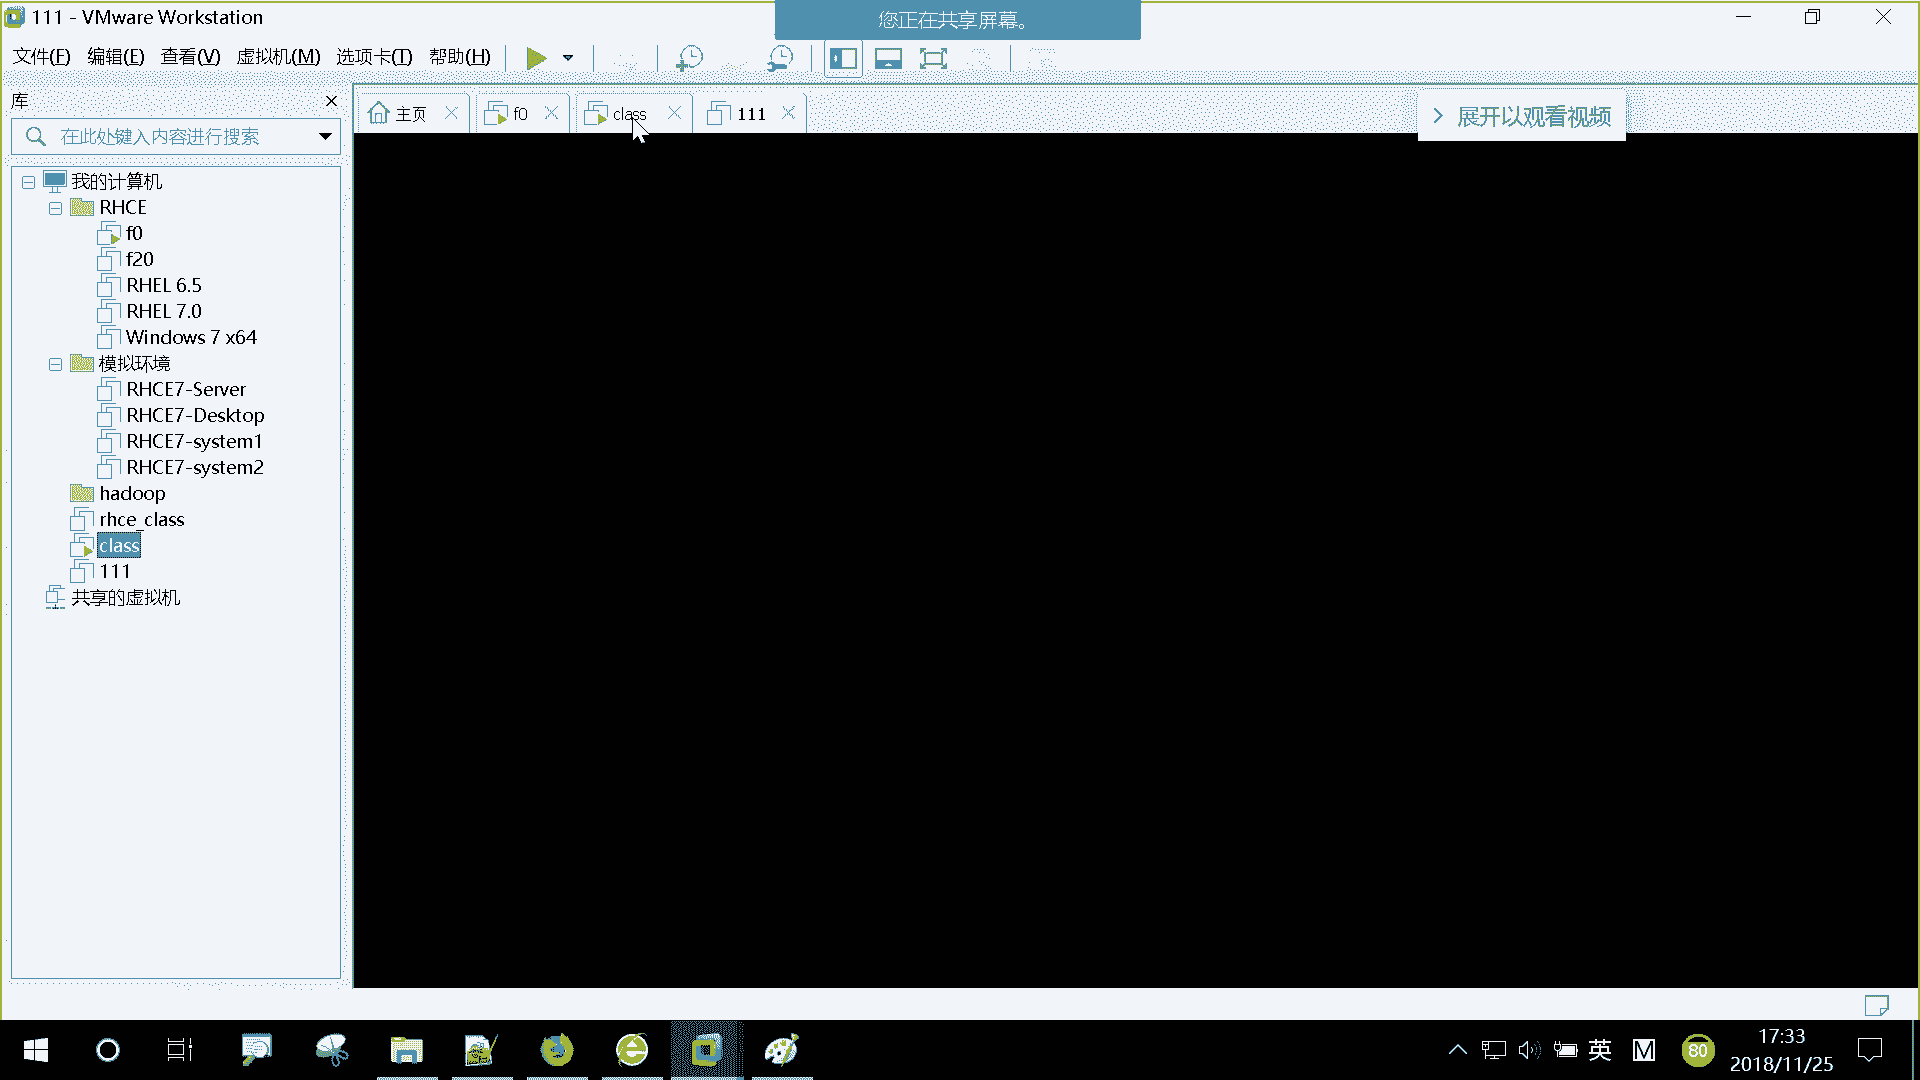 111 - VMware Workstation
您正在共享屏幕。
文件(F) 编辑(E) 查看(V) 虚拟机(M) 选项卡(T) 帮助(H)
库
主页
f0
class
111
展开以观看视频
在此处键入内容进行搜索
我的计算机
RHCE
f0
f20
RHEL 6.5
RHEL 7.0
Windows 7 x64
模拟环境
RHCE7-Server
RHCE7-Desktop
RHCE7-system1
RHCE7-system2
hadoop
rhce_class
class
111
共享的虚拟机
英
M
80
17:33
2018/11/25